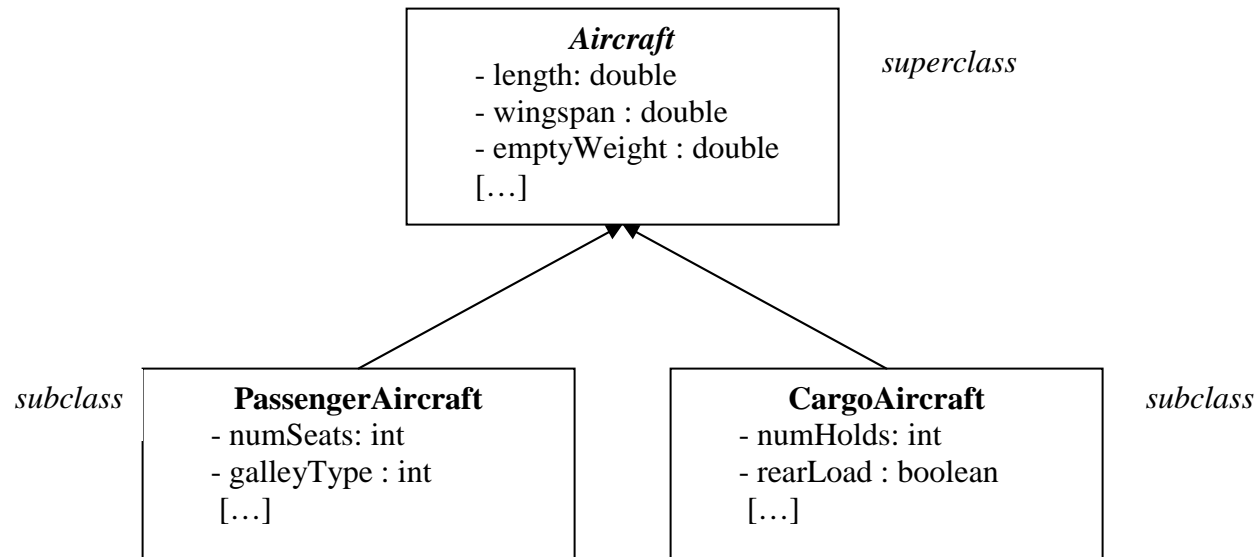 Aircraft
- length: double
- wingspan : double
- emptyWeight : double
[…]
superclass
subclass
PassengerAircraft
- numSeats: int
- galleyType : int
[…]
CargoAircraft
- numHolds: int
- rearLoad : boolean
[…]
subclass